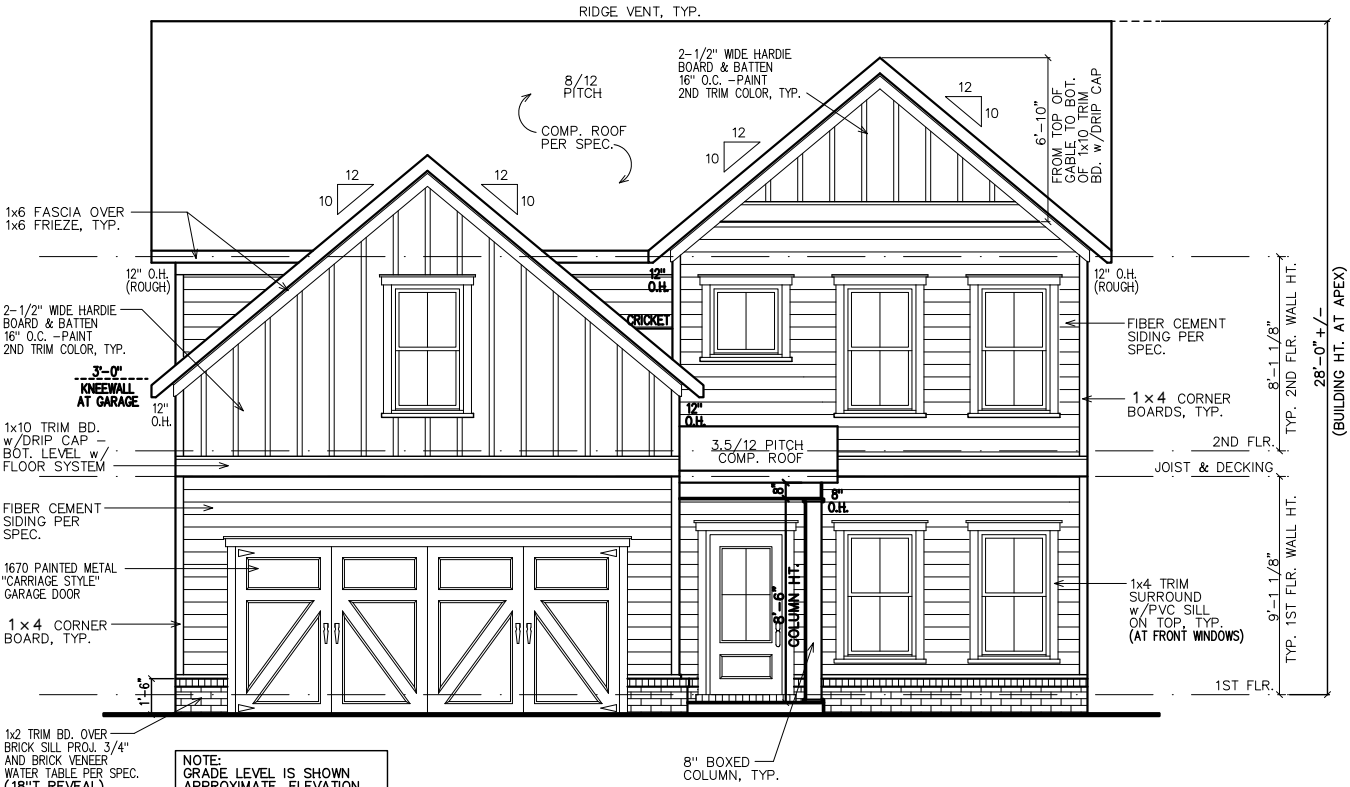 RIDGE VENT, TYP.
8/12
PITCH
COMP. ROOF
PER SPEC.
2-1/2" WIDE HARDIE
BOARD & BATTEN
16" O.C. -PAINT
2ND TRIM COLOR, TYP.
12
10
12
10
6'-10"
FROM TOP OF
GABLE TO BOT.
OF 1x10 TRIM
BD. w/DRIP CAP
12
10
12
10
1x6 FASCIA OVER
1x6 FRIEZE, TYP.
12" O.H.
(ROUGH)
12"
O.H.
12" O.H.
(ROUGH)
2-1/2" WIDE HARDIE
BOARD & BATTEN
16" O.C. -PAINT
2ND TRIM COLOR, TYP.
CRICKET
FIBER CEMENT
SIDING PER
SPEC.
8'-1 1/8"
TYP. 2ND FLR. WALL HT.
28'-0"+/-
(BUILDING HT. AT APEX)
3'-0"
KNEEWALL
AT GARAGE
12"
O.H.
12"
O.H.
1x4 CORNER
BOARDS, TYP.
1x10 TRIM BD.
w/DRIP CAP -
BOT. LEVEL w/
FLOOR SYSTEM
3.5/12 PITCH
COMP. ROOF
2ND FLR.
JOIST & DECKING
8"
8"
O.H.
FIBER CEMENT
SIDING PER
SPEC.
1670 PAINTED METAL
"CARRIAGE STYLE"
GARAGE DOOR
1x4 CORNER
BOARD, TYP.
8'-6"
COLUMN HT.
1x4 TRIM
SURROUND
w/PVC SILL
ON TOP, TYP.
(AT FRONT WINDOWS)
9'-1 1/8"
TYP. 1ST FLR. WALL HT.
1ST FLR.
1'-6"
1x2 TRIM BD. OVER
BRICK SILL PROJ. 3/4"
AND BRICK VENEER
WATER TABLE PER SPEC.
(18"T REVEAL)
NOTE:
GRADE LEVEL IS SHOWN
APPROXIMATE. ELEVATION
8" BOXED
COLUMN, TYP.